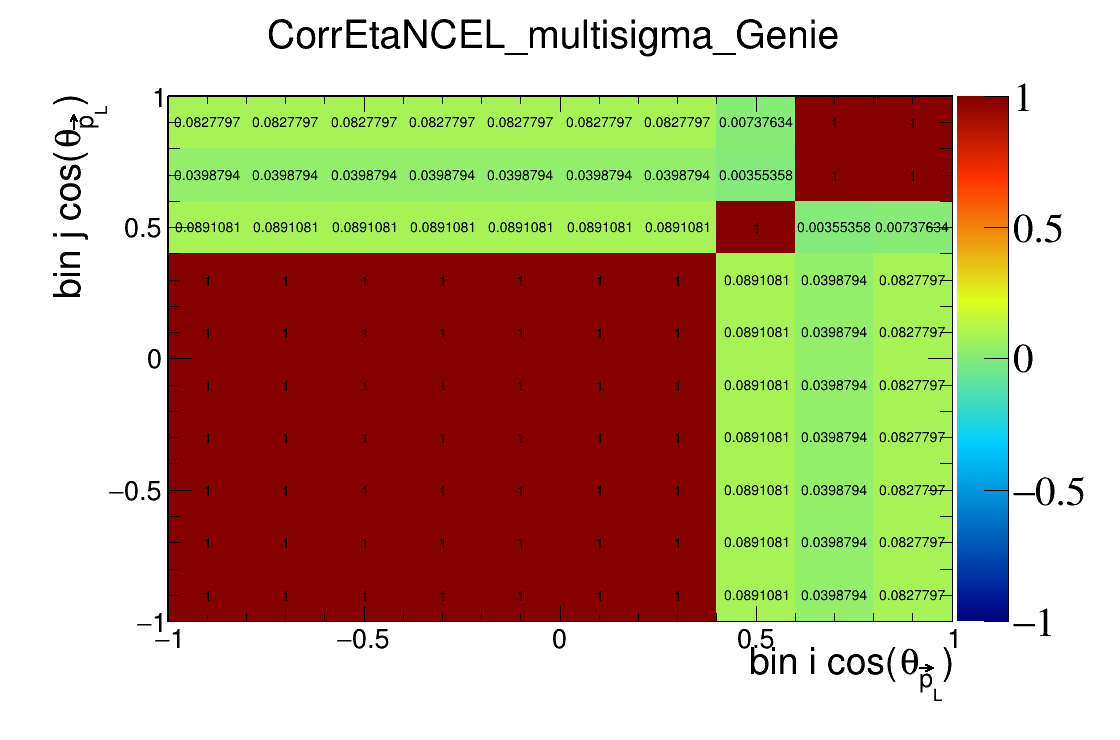 CorrEtaNCEL_multisigma_Genie
bin j cos(θp⃗L)
1
0.5
0
−0.5
−1
0.0827797 0.0827797 0.0827797 0.0827797 0.0827797 0.0827797 0.0827797 0.00737634 1 1
0.0398794 0.0398794 0.0398794 0.0398794 0.0398794 0.0398794 0.0398794 0.00355358 1 1
0.0891081 0.0891081 0.0891081 0.0891081 0.0891081 0.0891081 0.0891081 1 0.00355358 0.00737634
1 1 1 1 1 1 1 0.0891081 0.0398794 0.0827797
1 1 1 1 1 1 1 0.0891081 0.0398794 0.0827797
1 1 1 1 1 1 1 0.0891081 0.0398794 0.0827797
1 1 1 1 1 1 1 0.0891081 0.0398794 0.0827797
1 1 1 1 1 1 1 0.0891081 0.0398794 0.0827797
1 1 1 1 1 1 1 0.0891081 0.0398794 0.0827797
1 1 1 1 1 1 1 0.0891081 0.0398794 0.0827797
−1 −0.5 0 0.5 1
bin i cos(θp⃗L)
1
0.5
0
−0.5
−1